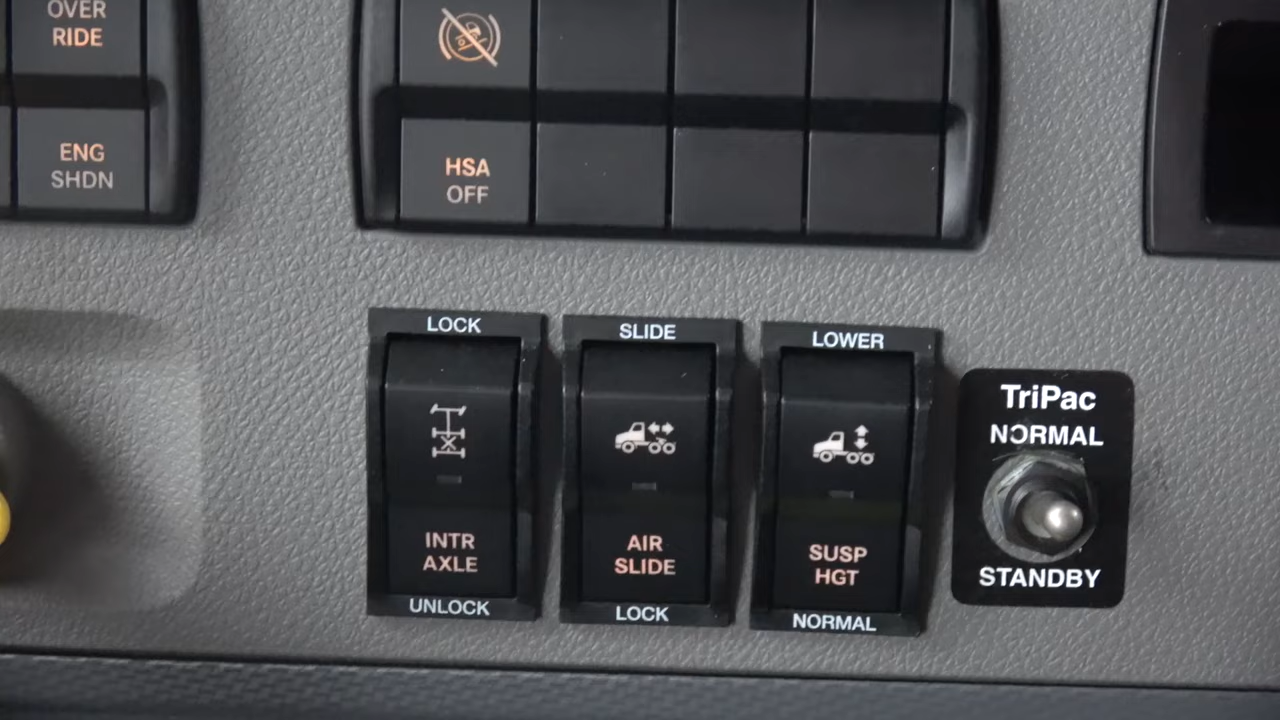 OVER
RIDE
ENG
SHDN
HSA
OFF
LOCK
INTR
AXLE
UNLOCK
SLIDE
AIR
SLIDE
LOCK
LOWER
SUSP
HGT
NORMAL
TriPac
NORMAL
STANDBY